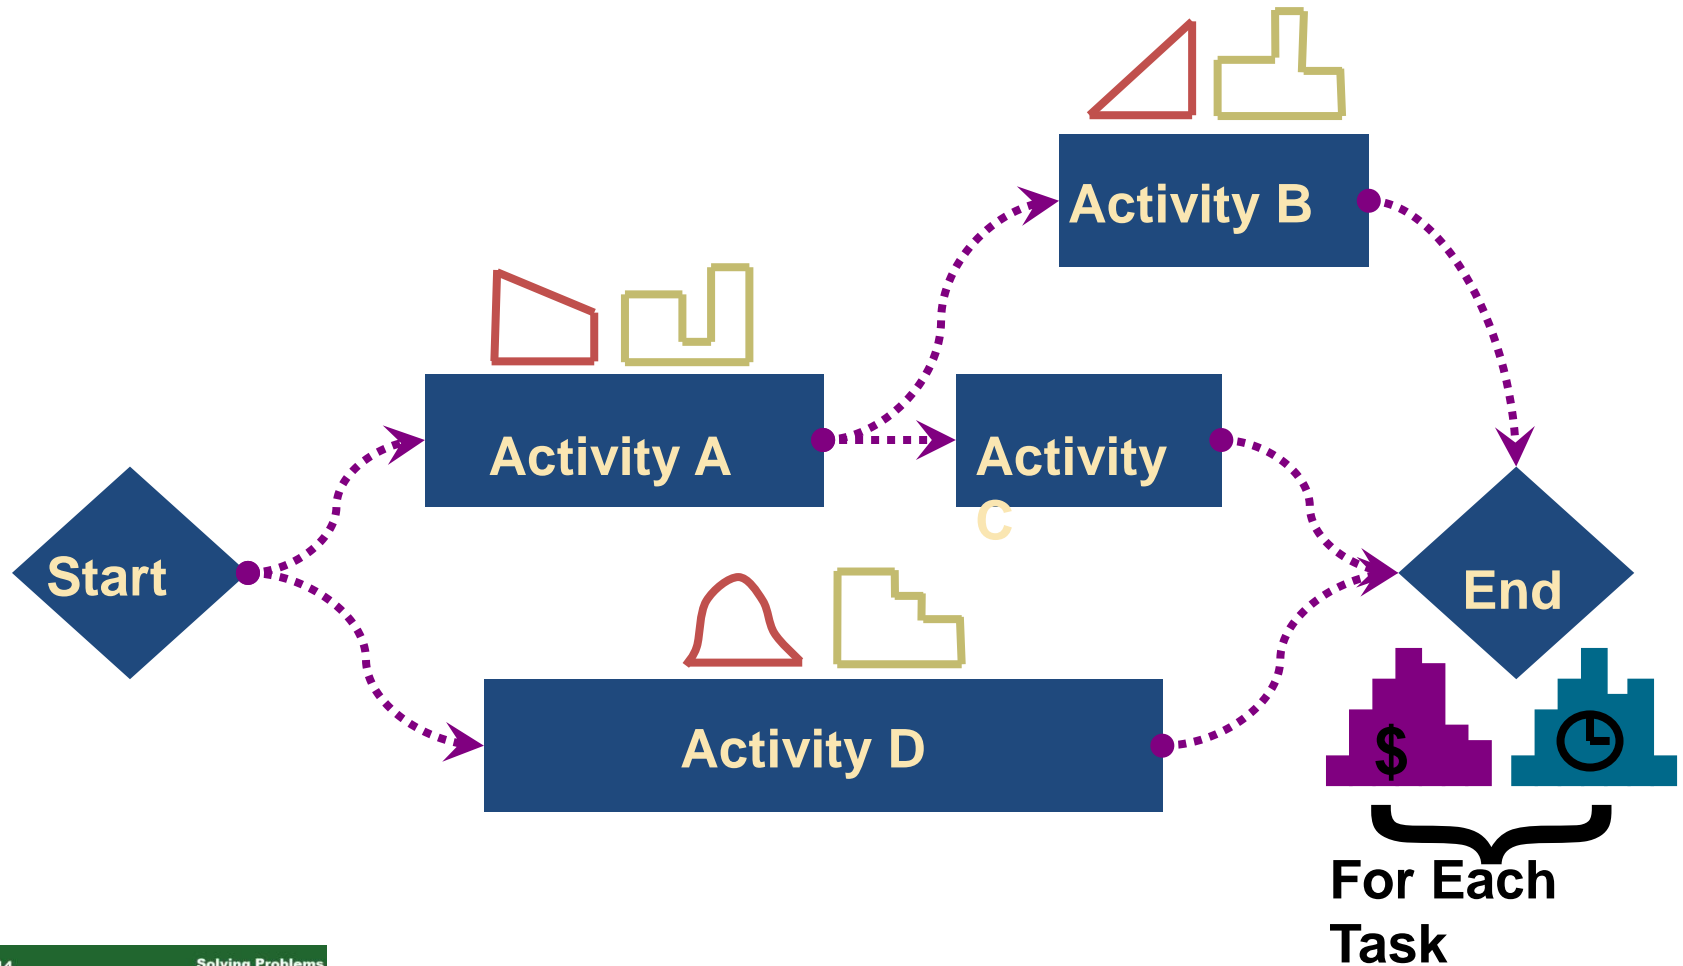 Activity B
Activity A
Activity
C
Start
End
Activity D
$
For Each
Task
Solving Problems